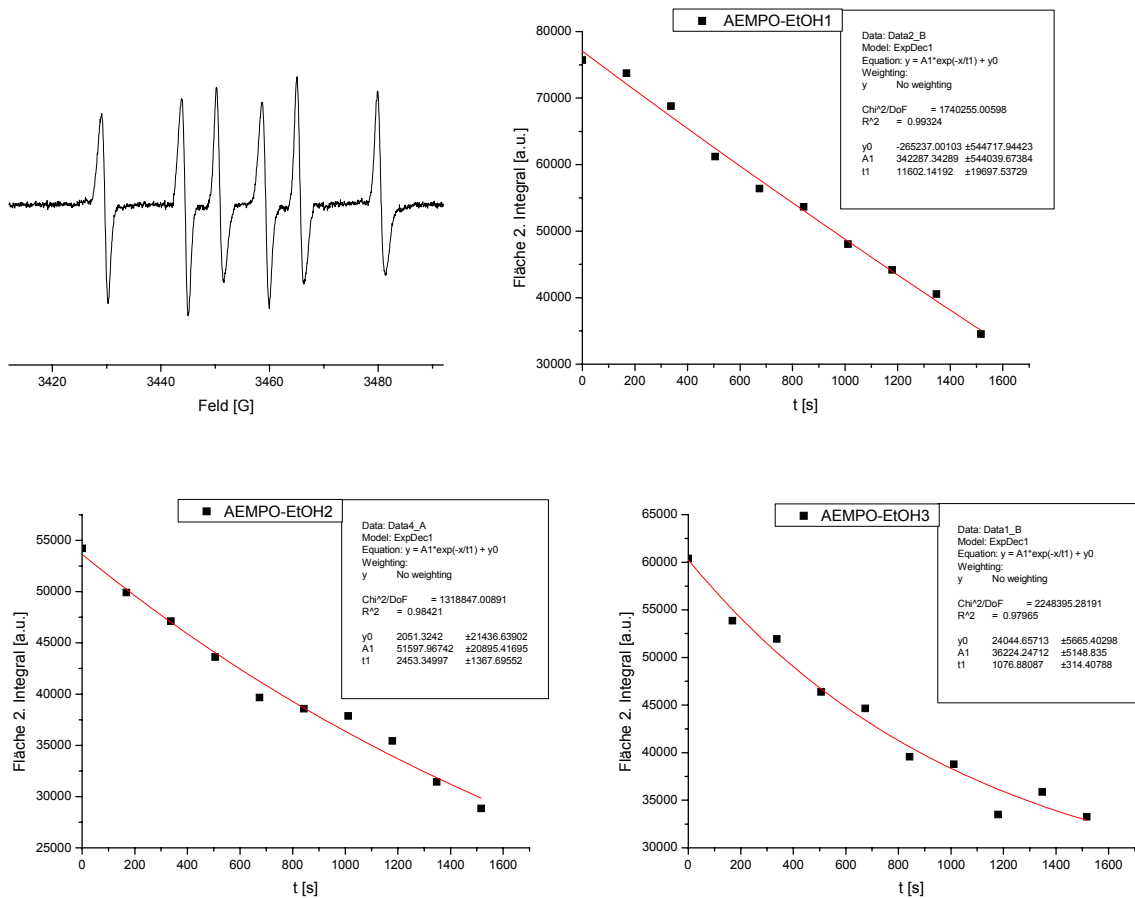 3420 3440 3460 3480
Feld [G]
AEMPO-EtOH1
Data: Data2_B
Model: ExpDec1
Equation: y = A1*exp(-x/t1) + y0
Weighting:
y No weighting
Chi^2/DoF = 1740255.00598
R^2 = 0.99324
y0 -265237.00103 ±544717.94423
A1 342287.34289 ±544039.67384
t1 11602.14192 ±19697.53729
Fläche 2. Integral [a.u.]
80000
70000
60000
50000
40000
30000
0 200 400 600 800 1000 1200 1400 1600
t [s]
AEMPO-EtOH2
Data: Data4_A
Model: ExpDec1
Equation: y = A1*exp(-x/t1) + y0
Weighting:
y No weighting
Chi^2/DoF = 1318847.00891
R^2 = 0.98421
y0 2051.3242 ±21436.63902
A1 51597.96742 ±20895.41695
t1 2453.34997 ±1367.69552
Fläche 2. Integral [a.u.]
55000
50000
45000
40000
35000
30000
25000
0 200 400 600 800 1000 1200 1400 1600
t [s]
AEMPO-EtOH3
Data: Data1_B
Model: ExpDec1
Equation: y = A1*exp(-x/t1) + y0
Weighting:
y No weighting
Chi^2/DoF = 2248395.28191
R^2 = 0.97965
y0 24044.65713 ±5665.40298
A1 36224.24712 ±5148.835
t1 1076.88087 ±314.40788
Fläche 2. Integral [a.u.]
65000
60000
55000
50000
45000
40000
35000
30000
0 200 400 600 800 1000 1200 1400 1600
t [s]